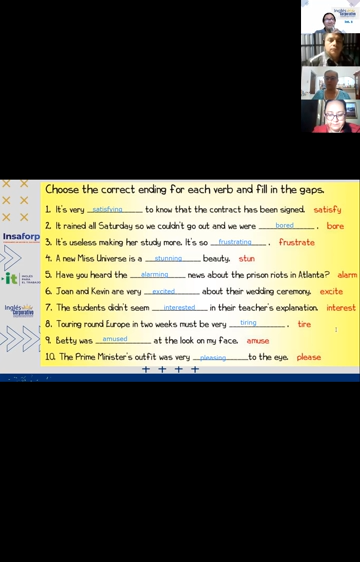 Inglés
Corporativo
Choose the correct ending for each verb and fill in the gaps.
1. It's very satisfying to know that the contract has been signed. satisfy
2. It rained all Saturday so we couldn't go out and we were bored . bore
Insaforp
3. It's useless making her study more. It's so frustrating . frustrate
4. A new Miss Universe is a stunning beauty. stun
5. Have you heard the alarming news about the prison riots in Atlanta? alarm
6. Joan and Kevin are very excited about their wedding ceremony. excite
7. The students didn't seem interested in their teacher's explanation. interest
Inglés
Corporativo
8. Touring round Europe in two weeks must be very tiring . tire
9. Betty was amused at the look on my face. amuse
10. The Prime Minister's outfit was very pleasing to the eye. please